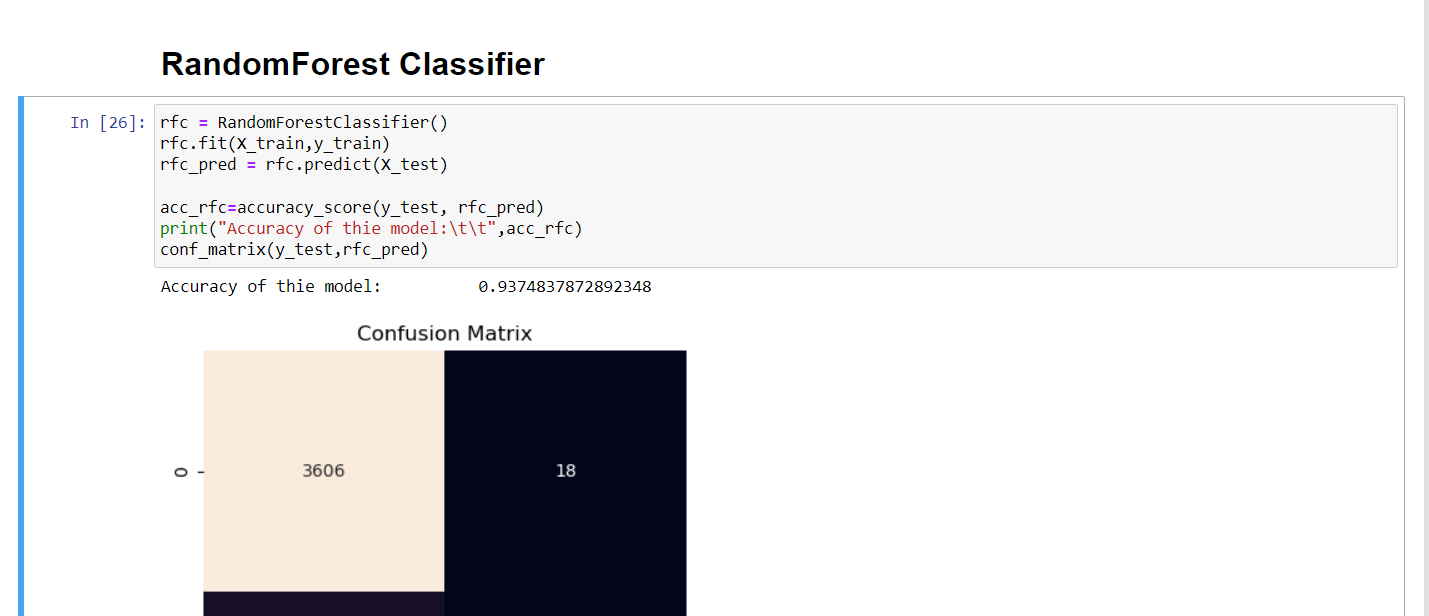 RandomForest Classifier
In [26]: rfc = RandomForestClassifier()
rfc.fit(X_train,y_train)
rfc_pred = rfc.predict(X_test)
acc_rfc=accuracy_score(y_test, rfc_pred)
print("Accuracy of thie model:\t\t",acc_rfc)
conf_matrix(y_test,rfc_pred)
Accuracy of thie model: 0.9374837872892348
Confusion Matrix
0 3606 18